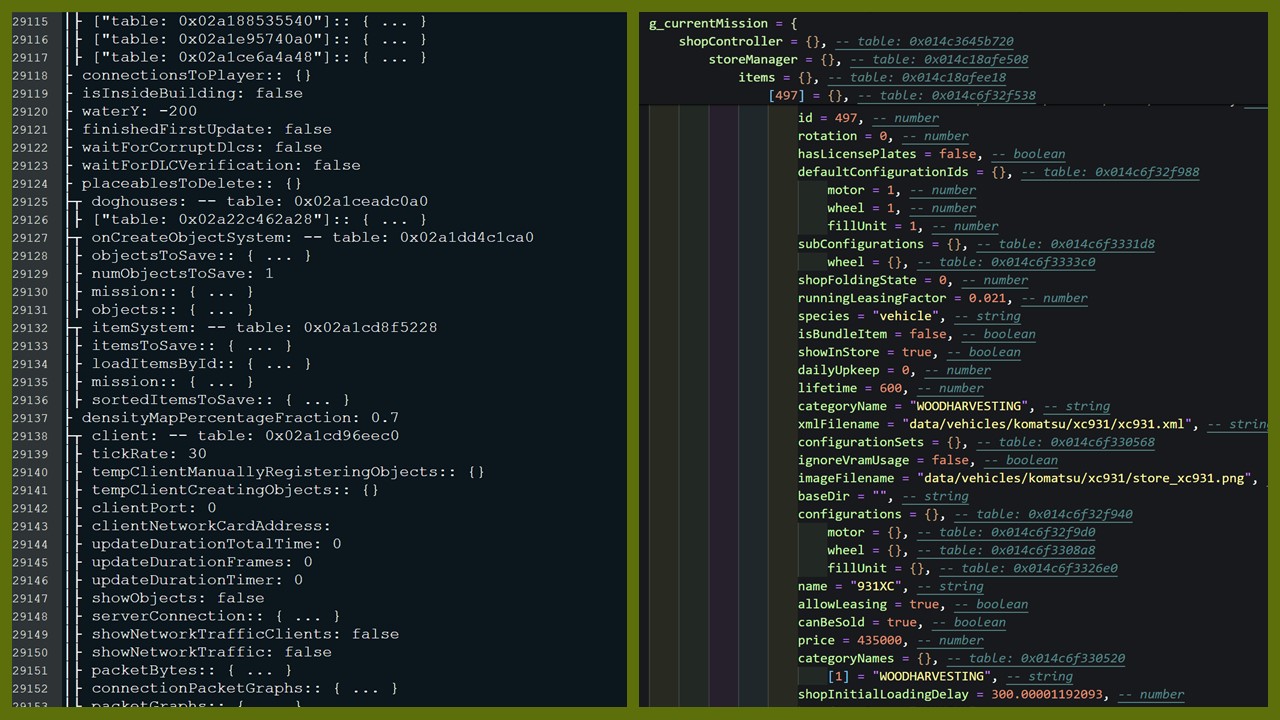 29115 ["table: 0x02a188535540"]:: { ... }
29116 ["table: 0x02a1e95740a0"]:: { ... }
29117 ["table: 0x02a1ce6a4a48"]:: { ... }
29118 connectionsToPlayer:: {}
29119 isInsideBuilding: false
29120 waterY: -200
29121 finishedFirstUpdate: false
29122 waitForCorruptDlcs: false
29123 waitForDLCVerification: false
29124 placeablesToDelete:: {}
29125 doghouses: -- table: 0x02a1ceadc0a0
29126 ["table: 0x02a22c492a28"]:: { ... }
29127 onCreateObjectSystem: -- table: 0x02a1dd4c1ca0
29128 objectsToSave:: { ... }
29129 numObjectsToSave: 1
29130 mission:: { ... }
29131 objects:: { ... }
29132 itemSystem: -- table: 0x02a1cd8f5228
29133 itemsToSave:: { ... }
29134 loadItemsById:: { ... }
29135 mission:: { ... }
29136 sortedItemsToSave:: { ... }
29137 densityMapPercentageFraction: 0.7
29138 client: -- table: 0x02a1cd96eec0
29139 tickRate: 30
29140 tempClientManuallyRegisteringObjects:: {}
29141 tempClientCreatingObjects:: {}
29142 clientPort: 0
29143 clientNetworkCardAddress:
29144 updateDurationTotalTime: 0
29145 updateDurationFrames: 0
29146 updateDurationTimer: 0
29147 showObjects: false
29148 serverConnection:: { ... }
29149 showNetworkTrafficClients: false
29150 showNetworkTraffic: false
29151 packetBytes:: { ... }
29152 connectionPacketGraphs:: { ... }
29153 packetGraphs:: { ... }
g_currentMission = {
shopController = {}, -- table: 0x014c3645b720
storeManager = {}, -- table: 0x014c18afe508
items = {}, -- table: 0x014c18afee18
[497] = {}, -- table: 0x014c6f32f538
id = 497, -- number
rotation = 0, -- number
hasLicensePlates = false, -- boolean
defaultConfigurationIds = {}, -- table: 0x014c6f32f988
motor = 1, -- number
wheel = 1, -- number
fillUnit = 1, -- number
subConfigurations = {}, -- table: 0x014c6f3331d8
wheel = {}, -- table: 0x014c6f3333c0
shopFoldingState = 0, -- number
runningLeasingFactor = 0.021, -- number
species = "vehicle", -- string
isBundleItem = false, -- boolean
showInStore = true, -- boolean
dailyUpkeep = 0, -- number
lifetime = 600, -- number
categoryName = "WOODHARVESTING", -- string
xmlFilename = "data/vehicles/komatsu/xc931/xc931.xml", -- strin
configurationSets = {}, -- table: 0x014c6f330568
ignoreVramUsage = false, -- boolean
imageFilename = "data/vehicles/komatsu/xc931/store_xc931.png",
baseDir = "", -- string
configurations = {}, -- table: 0x014c6f32f940
motor = {}, -- table: 0x014c6f32f9d0
wheel = {}, -- table: 0x014c6f3308a8
fillUnit = {}, -- table: 0x014c6f3326e0
name = "931XC", -- string
allowLeasing = true, -- boolean
canBeSold = true, -- boolean
price = 435000, -- number
categoryNames = {}, -- table: 0x014c6f330520
[1] = "WOODHARVESTING", -- string
shopInitialLoadingDelay = 300.00001192093, -- number